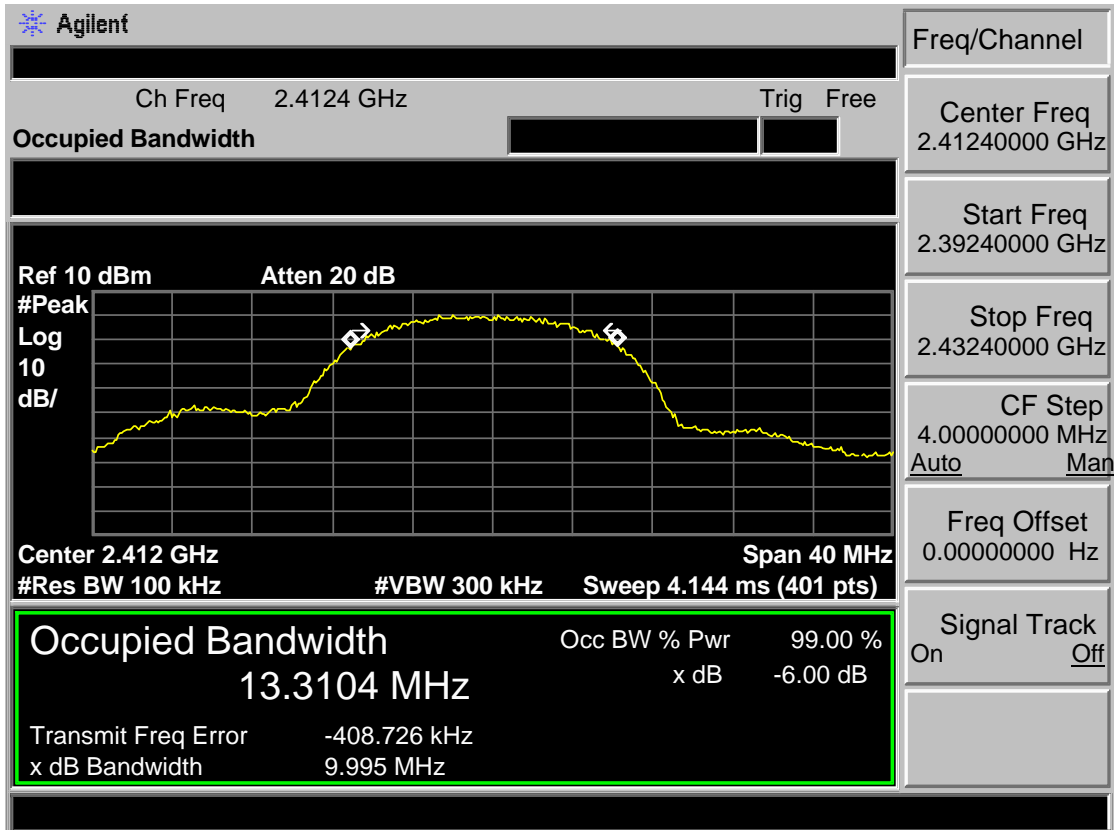 Agilent
Freq/Channel
Ch Freq 2.4124 GHz Trig Free
Occupied Bandwidth
Center Freq
2.41240000 GHz
Start Freq
2.39240000 GHz
Stop Freq
2.43240000 GHz
CF Step
4.00000000 MHz
Auto Man
Freq Offset
0.00000000 Hz
Signal Track
On Off
Ref 10 dBm Atten 20 dB
#Peak
Log
10
dB/
Center 2.412 GHz Span 40 MHz
#Res BW 100 kHz #VBW 300 kHz Sweep 4.144 ms (401 pts)
Occupied Bandwidth Occ BW % Pwr 99.00 %
13.3104 MHz x dB -6.00 dB
Transmit Freq Error -408.726 kHz
x dB Bandwidth 9.995 MHz